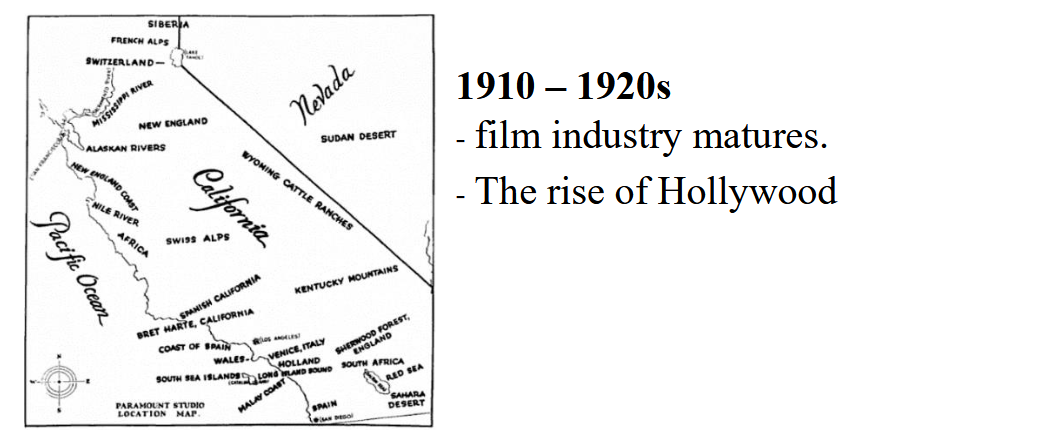 SIBERIA
FRENCH ALPS
(LAKE TAHOE)
SWITZERLAND
MISSISSIPPI RIVER
NEW ENGLAND
Nevada
SUDAN DESERT
(SAN FRANCISCO)
ALASKAN RIVERS
WYOMING CATTLE RANCHES
NEW ENGLAND COAST
California
NILE RIVER
AFRICA
SWISS ALPS
Pacific Ocean
KENTUCKY MOUNTAINS
SPANISH CALIFORNIA
BRET HARTE, CALIFORNIA
COAST OF SPAIN
(LOS ANGELES)
SHERWOOD FOREST,
ENGLAND
WALES
VENICE, ITALY
HOLLAND
SOUTH AFRICA
SOUTH SEA ISLANDS
LONG ISLAND SOUND
RED SEA
MALAY COAST
SAHARA
DESERT
SPAIN
(SAN DIEGO)
N
W
E
S
PARAMOUNT STUDIO
LOCATION MAP.
1910 – 1920s
- film industry matures.
- The rise of Hollywood